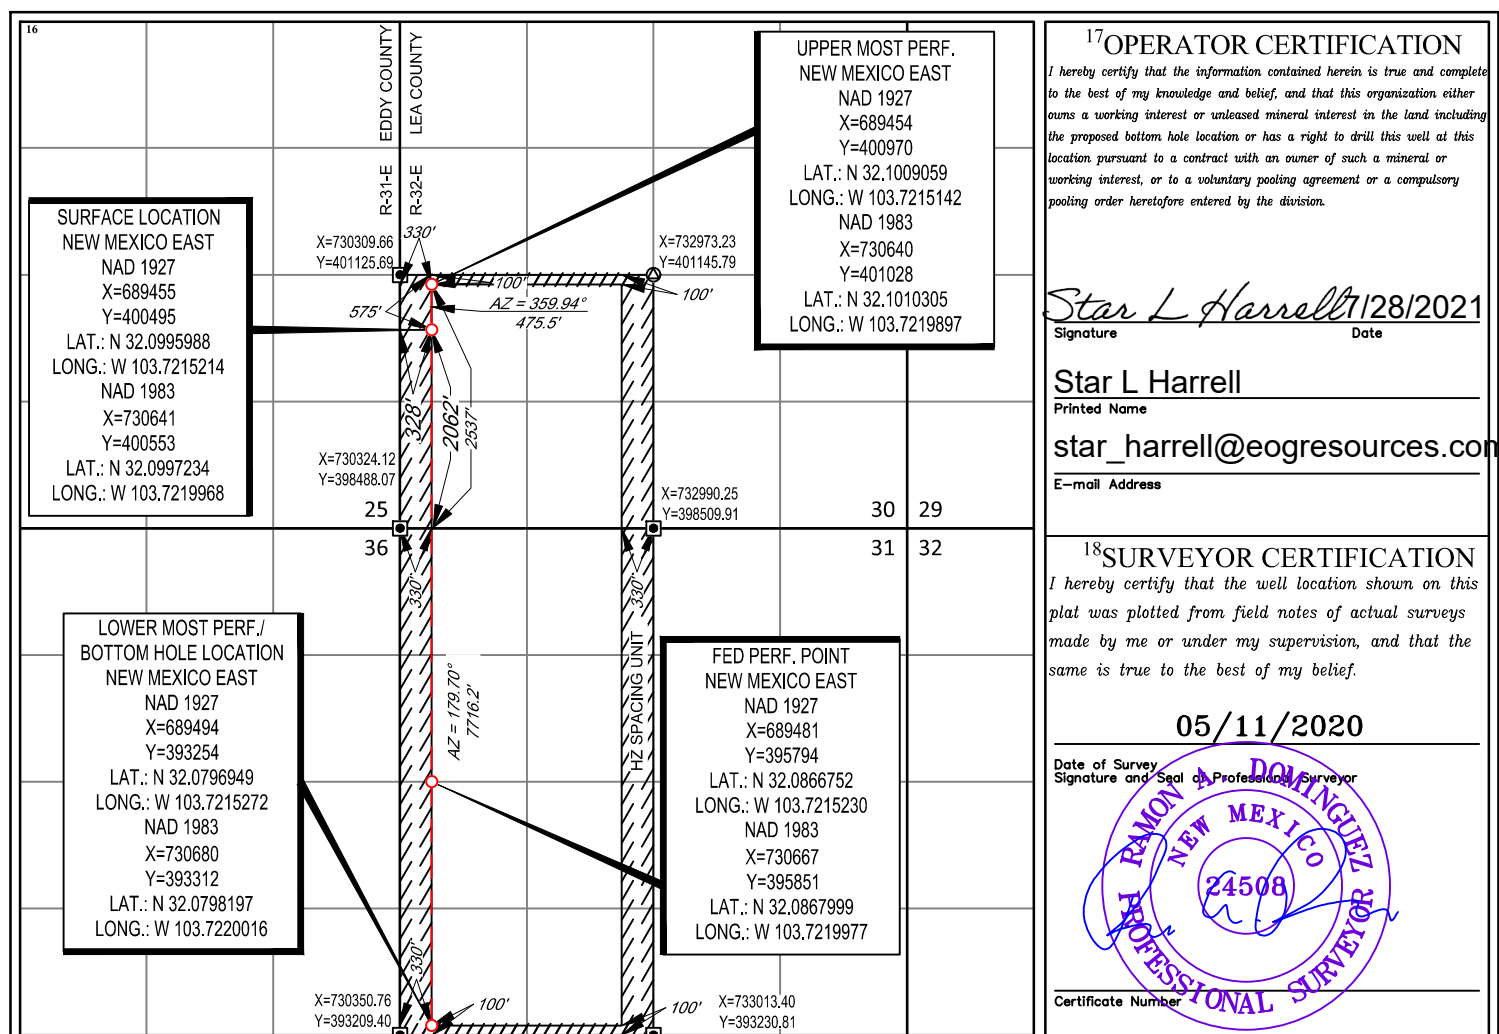 16
EDDY COUNTY
LEA COUNTY
R-31-E
R-32-E
UPPER MOST PERF.
NEW MEXICO EAST
NAD 1927
X=689454
Y=400970
LAT.: N 32.1009059
LONG.: W 103.7215142
NAD 1983
X=730640
Y=401028
LAT.: N 32.1010305
LONG.: W 103.7219897
SURFACE LOCATION
NEW MEXICO EAST
NAD 1927
X=689455
Y=400495
LAT.: N 32.0995988
LONG.: W 103.7215214
NAD 1983
X=730641
Y=400553
LAT.: N 32.0997234
LONG.: W 103.7219968
X=730309.66
Y=401125.69
330'
X=732973.23
Y=401145.79
100'
100'
575'
AZ = 359.94°
475.5'
328'
2062'
2537'
X=730324.12
Y=398488.07
X=732990.25
Y=398509.91
25
30
29
36
31
32
330'
330'
HZ SPACING UNIT
AZ = 179.70°
7716.2'
LOWER MOST PERF./
BOTTOM HOLE LOCATION
NEW MEXICO EAST
NAD 1927
X=689494
Y=393254
LAT.: N 32.0796949
LONG.: W 103.7215272
NAD 1983
X=730680
Y=393312
LAT.: N 32.0798197
LONG.: W 103.7220016
FED PERF. POINT
NEW MEXICO EAST
NAD 1927
X=689481
Y=395794
LAT.: N 32.0866752
LONG.: W 103.7215230
NAD 1983
X=730667
Y=395851
LAT.: N 32.0867999
LONG.: W 103.7219977
330'
X=730350.76
Y=393209.40
100'
100'
X=733013.40
Y=393230.81
17OPERATOR CERTIFICATION
I hereby certify that the information contained herein is true and complete
to the best of my knowledge and belief, and that this organization either
owns a working interest or unleased mineral interest in the land including
the proposed bottom hole location or has a right to drill this well at this
location pursuant to a contract with an owner of such a mineral or
working interest, or to a voluntary pooling agreement or a compulsory
pooling order heretofore entered by the division.
Star L Harrell 7/28/2021
Signature Date
Star L Harrell
Printed Name
star_harrell@eogresources.com
E-mail Address
18SURVEYOR CERTIFICATION
I hereby certify that the well location shown on this
plat was plotted from field notes of actual surveys
made by me or under my supervision, and that the
same is true to the best of my belief.
05/11/2020
Date of Survey
Signature and Seal of Professional Surveyor
RAMON A. DOMINGUEZ
NEW MEXICO
24508
PROFESSIONAL SURVEYOR
Certificate Number